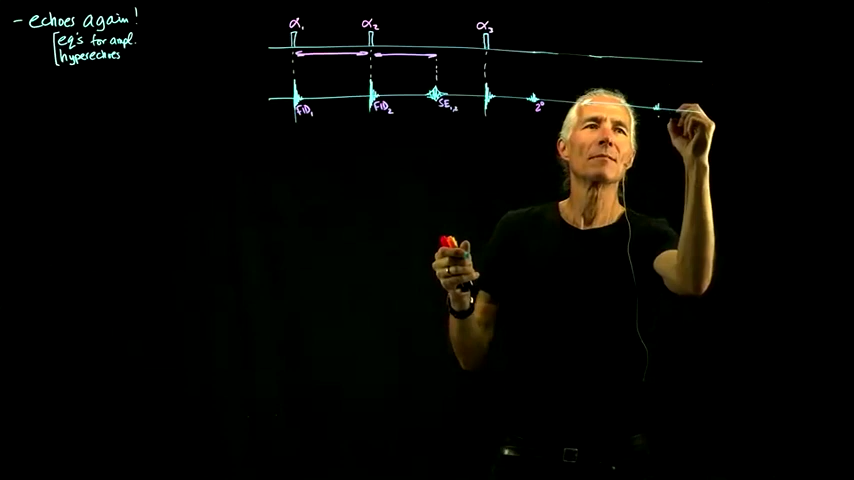 - echoes again!
eq's for ampl.
hyperechoes
α₁ α₂ α₃
FID₁ FID₂ SE₁,₂ 2°